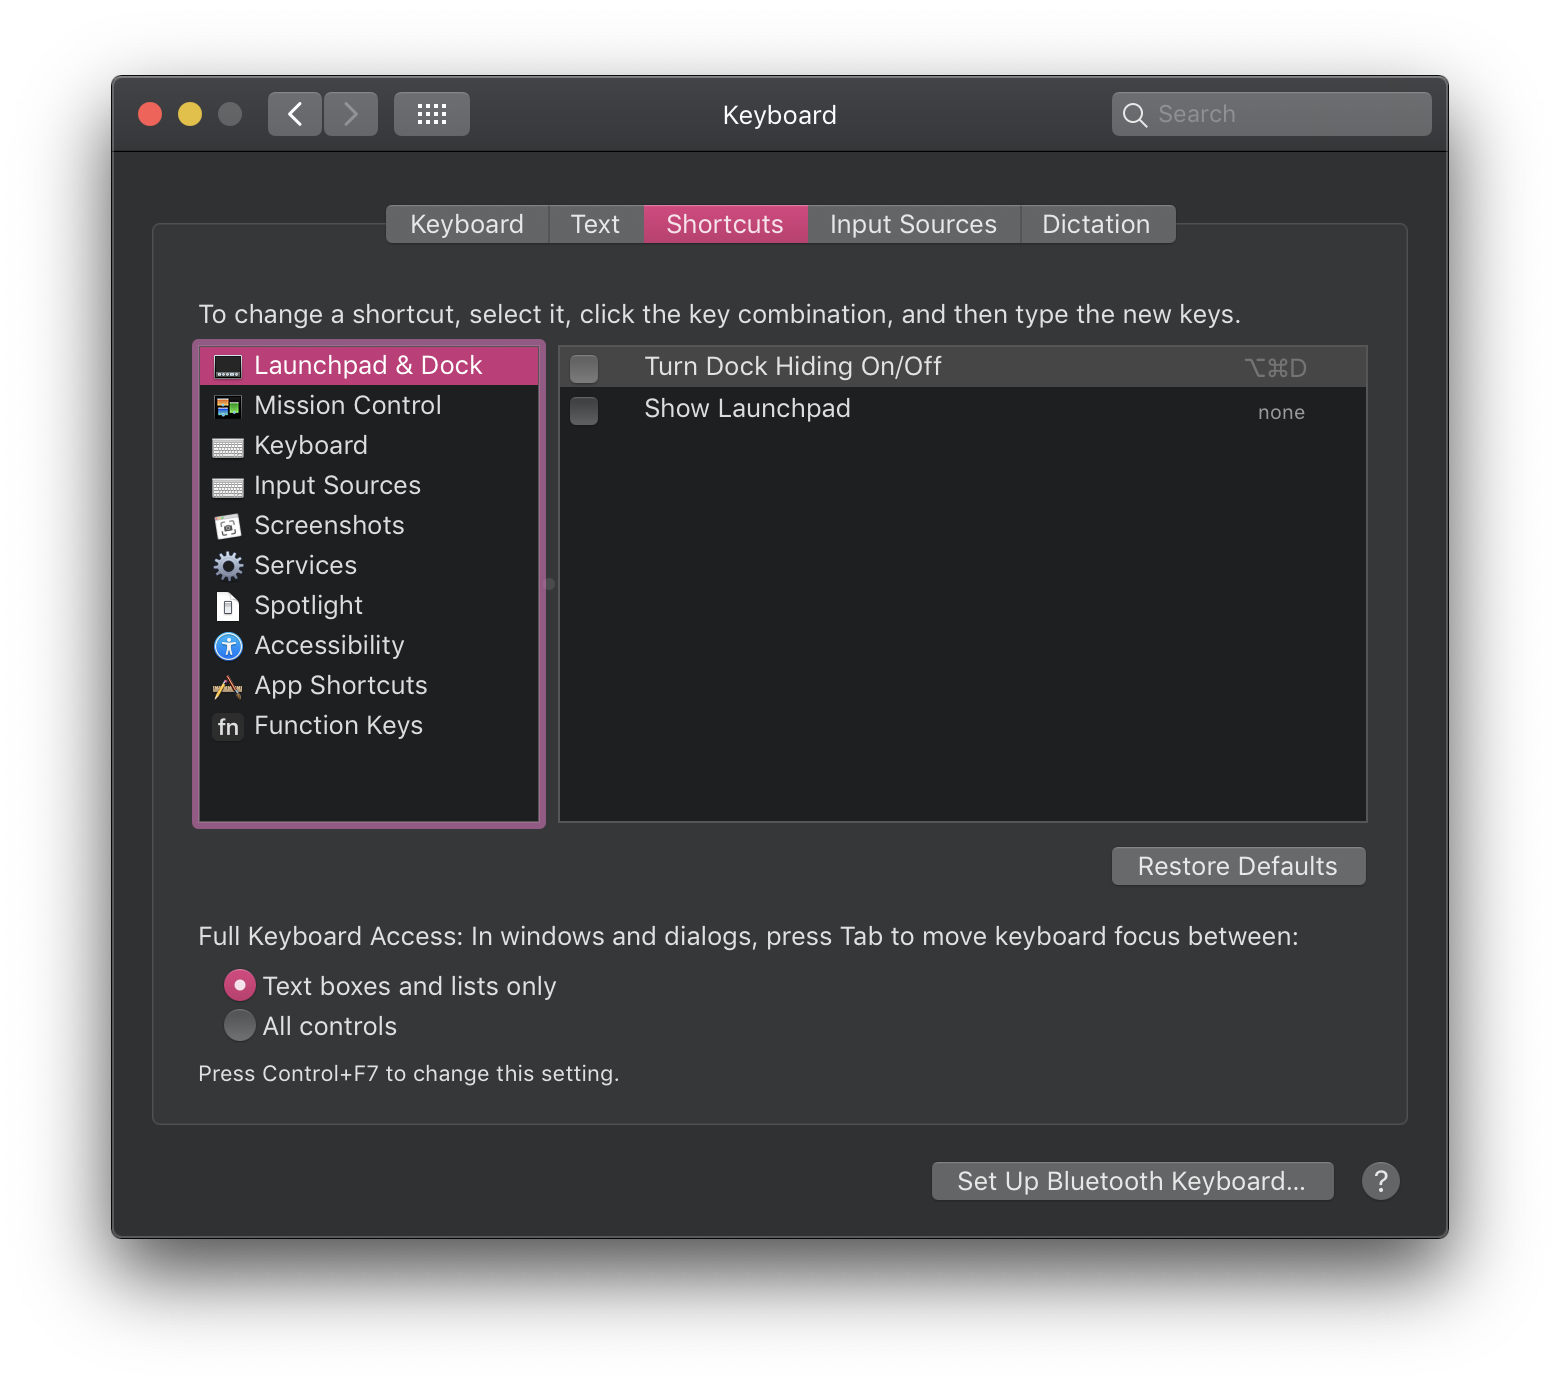 Keyboard
Search
Keyboard Text Shortcuts Input Sources Dictation
To change a shortcut, select it, click the key combination, and then type the new keys.
Launchpad & Dock
Mission Control
Keyboard
Input Sources
Screenshots
Services
Spotlight
Accessibility
App Shortcuts
fn Function Keys
Turn Dock Hiding On/Off ⌥⌘D
Show Launchpad none
Restore Defaults
Full Keyboard Access: In windows and dialogs, press Tab to move keyboard focus between:
Text boxes and lists only
All controls
Press Control+F7 to change this setting.
Set Up Bluetooth Keyboard... ?